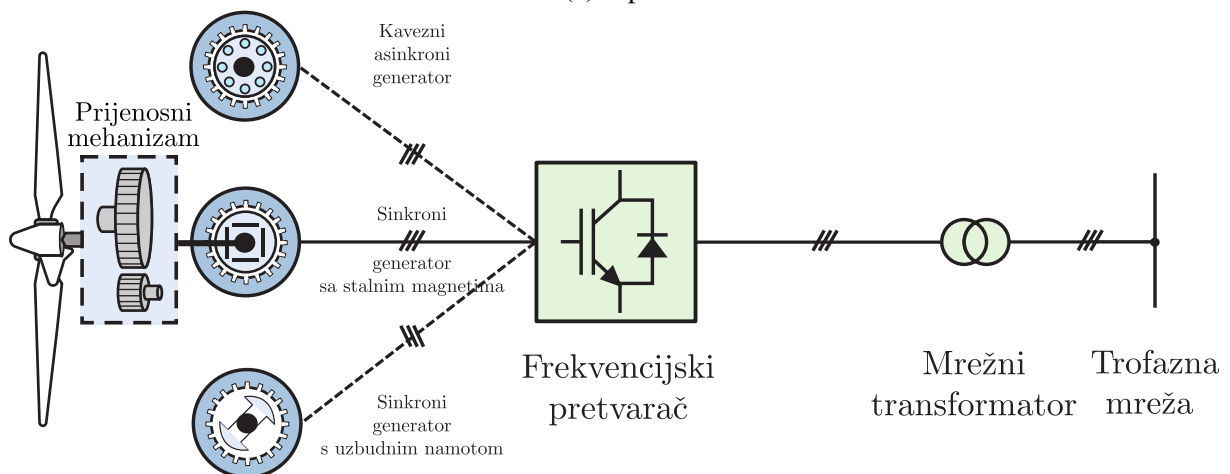 Kavezni
asinkroni
generator
Prijenosni
mehanizam
Sinkroni
generator
sa stalnim magnetima
Frekvencijski
pretvarač
Mrežni
transformator
Trofazna
mreža
Sinkroni
generator
s uzbudnim namotom